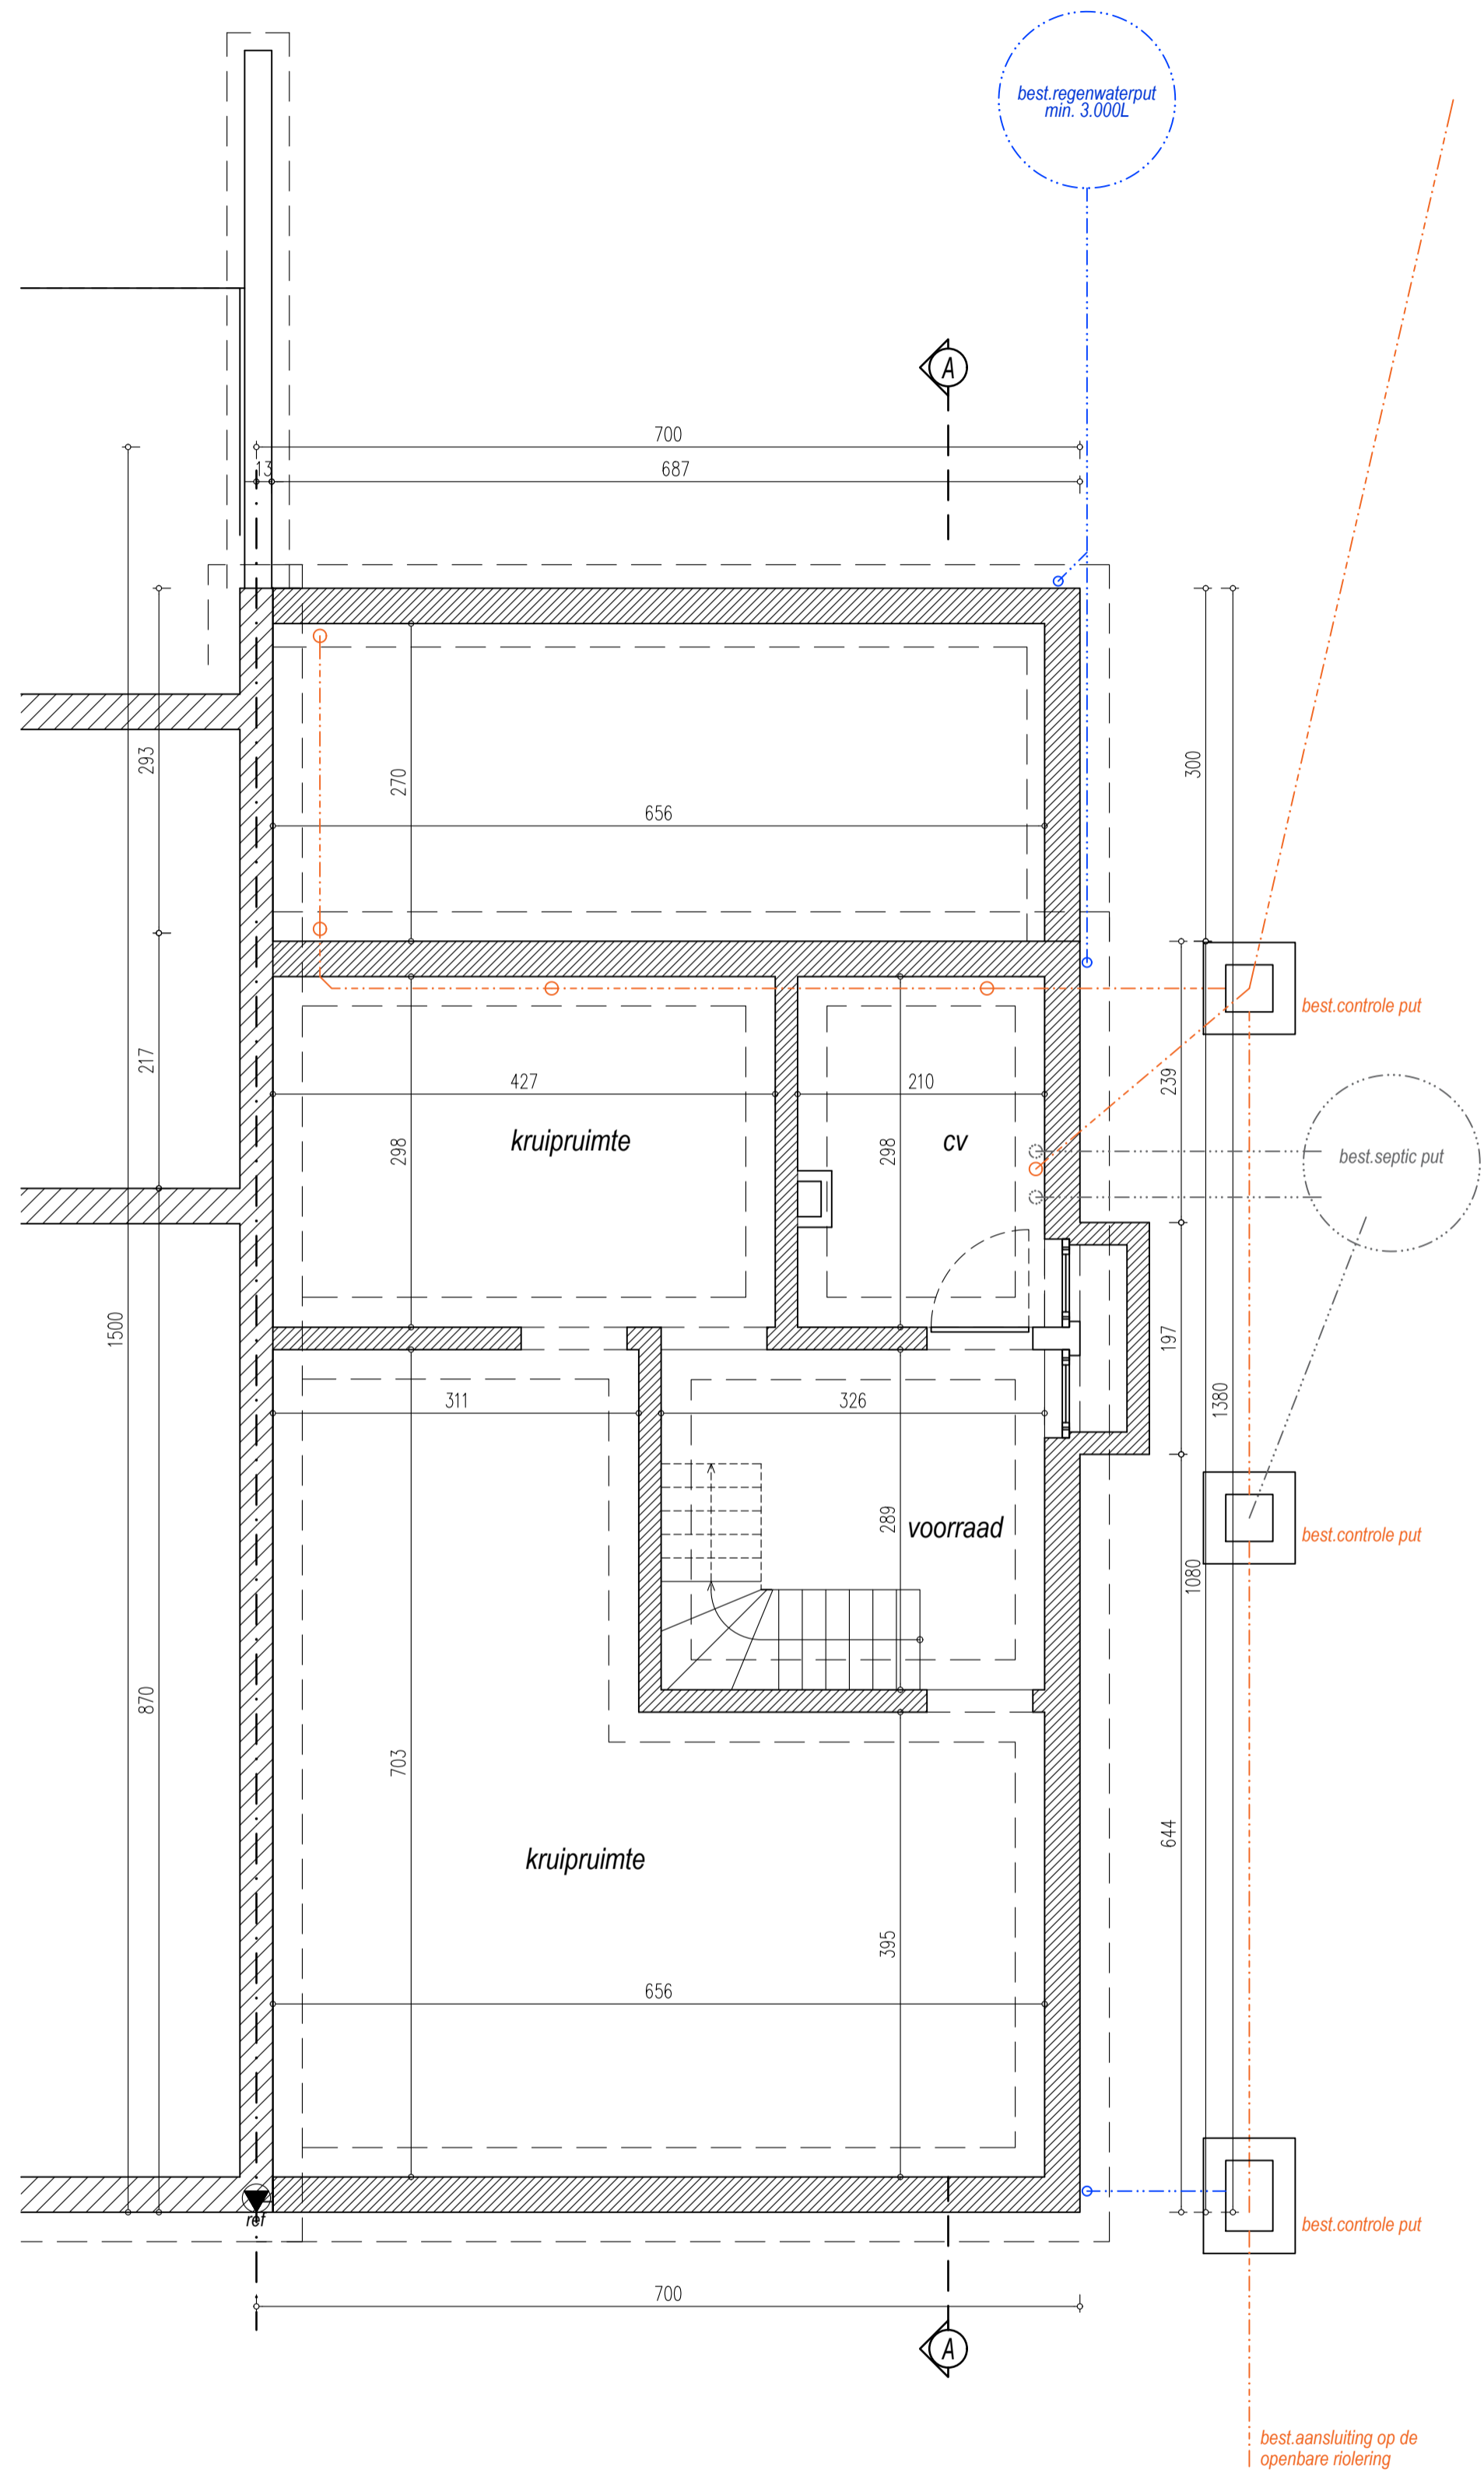 best.regenwaterput
min. 3.000L
A
700
13
687
293
270
656
300
best.controle put
217
427
210
239
298
kruipruimte
298
cv
best.septic put
1500
197
311
326
1380
289
voorraad
best.controle put
1080
870
703
644
kruipruimte
395
656
ref
best.controle put
700
A
best.aansluiting op de
openbare riolering